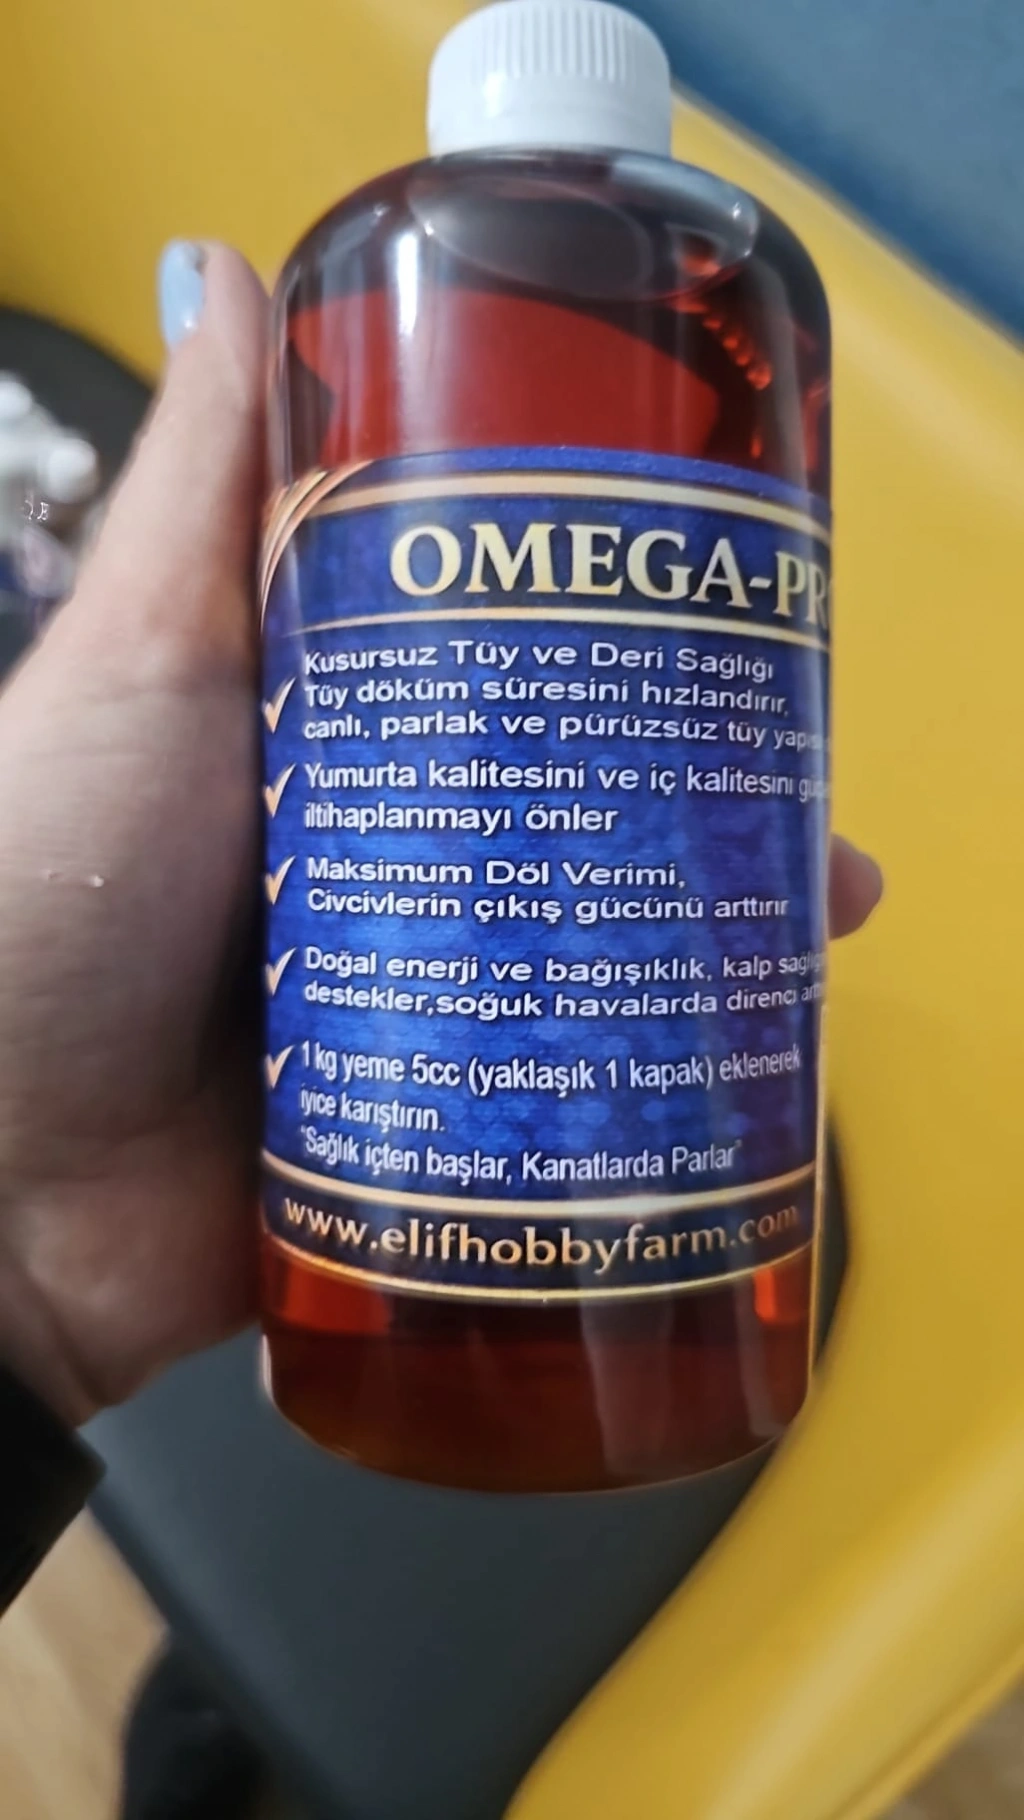 OMEGA-PR
Kusursuz Tüy ve Deri Sağlığı
Tüy döküm süresini hızlandırır,
canlı, parlak ve pürüzsüz tüy
Yumurta kalitesini ve iç kalitesini
iltihaplanmayı önler
Maksimum Döl Verimi,
Civcivlerin çıkış gücünü arttırır
Doğal enerji ve bağışıklık, kalp
destekler,soğuk havalarda direnci
1 kg yeme 5cc (yaklaşık 1 kapak) eklenerek
iyice karıştırın.
"Sağlık içten başlar, Kanatlarda Parlar"
www.elifhobbyfarm.com